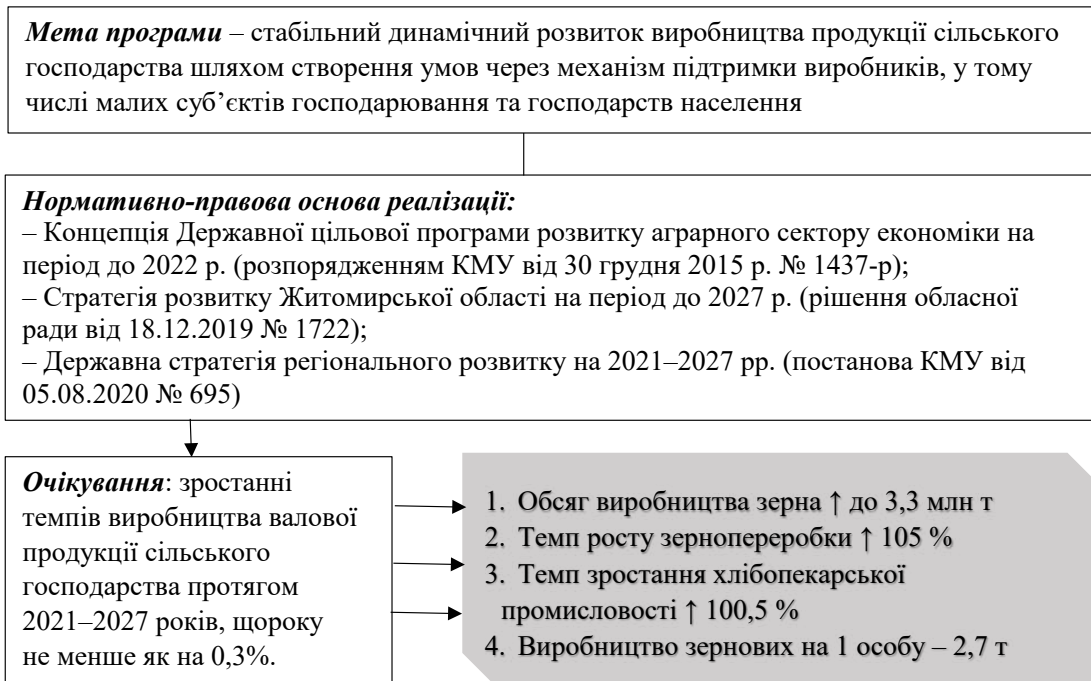 Мета програми – стабільний динамічний розвиток виробництва продукції сільського
господарства шляхом створення умов через механізм підтримки виробників, у тому
числі малих суб’єктів господарювання та господарств населення
Нормативно-правова основа реалізації:
– Концепція Державної цільової програми розвитку аграрного сектору економіки на
період до 2022 р. (розпорядженням КМУ від 30 грудня 2015 р. № 1437-р);
– Стратегія розвитку Житомирської області на період до 2027 р. (рішення обласної
ради від 18.12.2019 № 1722);
– Державна стратегія регіонального розвитку на 2021–2027 рр. (постанова КМУ від
05.08.2020 № 695)
Очікування: зростанні
темпів виробництва валової
продукції сільського
господарства протягом
2021–2027 років, щороку
не менше як на 0,3%.
1. Обсяг виробництва зерна ↑ до 3,3 млн т
2. Темп росту зернопереробки ↑ 105 %
3. Темп зростання хлібопекарської
промисловості ↑ 100,5 %
4. Виробництво зернових на 1 особу – 2,7 т